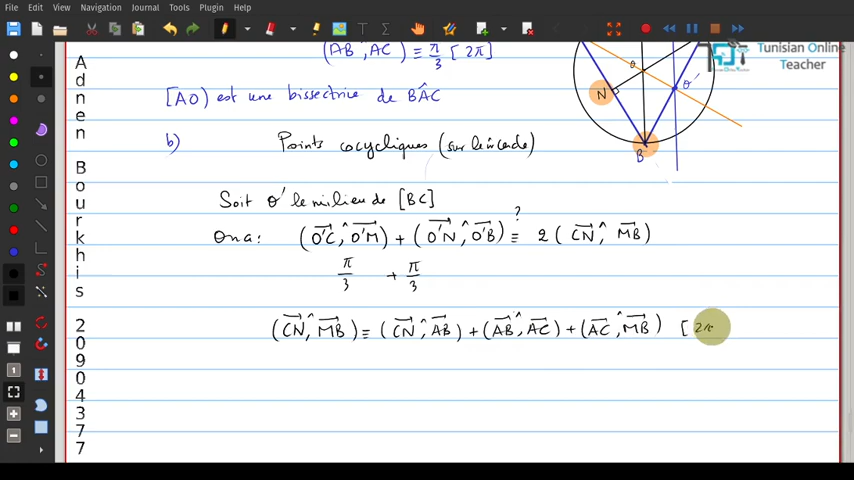 File Edit View Navigation Journal Tools Plugin Help
Tunisian Online
Teacher
Adnen Bourkhis 20904377
(AB, AC) ≡ π/3 [2π]
[AO) est une bissectrice de BÂC
b) Points cocycliques (sur le m̂ cercle)
Soit O' le milieu de [BC]
On a: (O'C, O'M) + (O'N, O'B) ≡? 2 (CN, MB)
π/3 + π/3
(CN, MB) ≡ (CN, AB) + (AB, AC) + (AC, MB) [2π
θ
N
O'
B